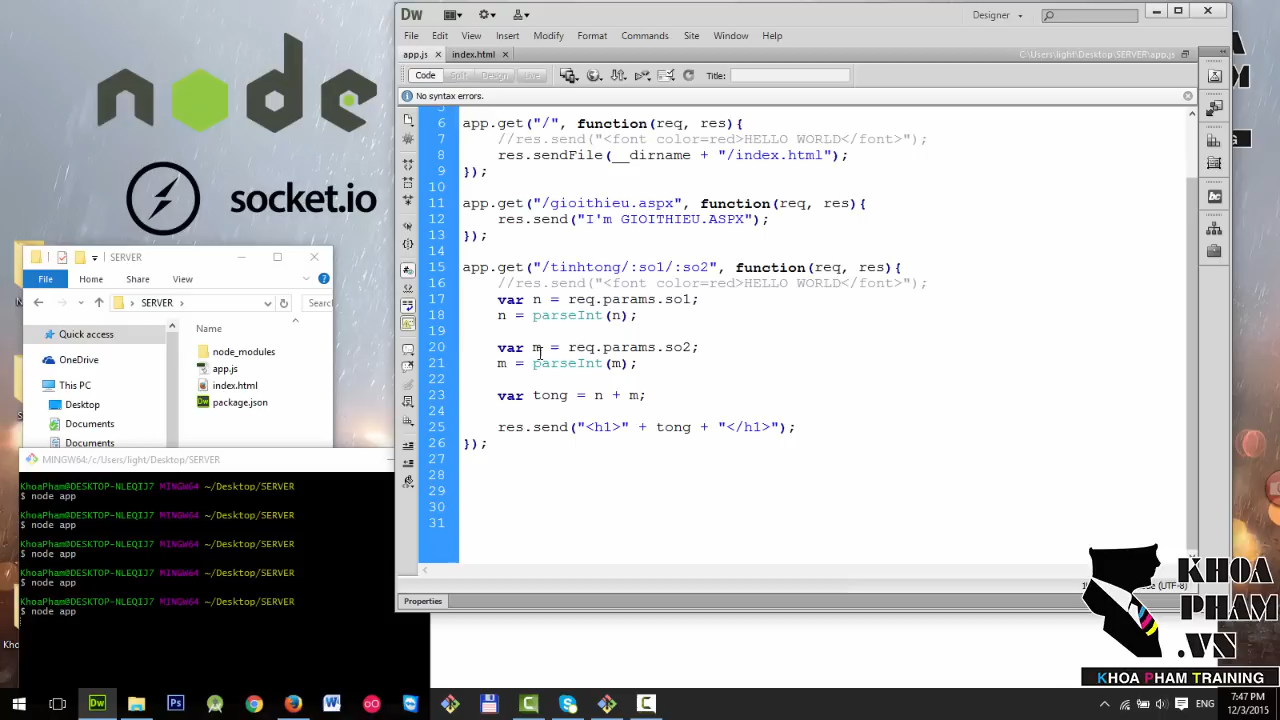 node
socket.io
Dw
Designer
File Edit View Insert Modify Format Commands Site Window Help
app.js × index.html ×
C:\Users\light\Desktop\SERVER\app.js
Code Split Design Live Title:
No syntax errors.
6 app.get("/", function(req, res){
7 //res.send("<font color=red>HELLO WORLD</font>");
8 res.sendFile(__dirname + "/index.html");
9 });
10
11 app.get("/gioithieu.aspx", function(req, res){
12 res.send("I'm GIOITHIEU.ASPX");
13 });
14
15 app.get("/tinhtong/:so1/:so2", function(req, res){
16 //res.send("<font color=red>HELLO WORLD</font>");
17 var n = req.params.so1;
18 n = parseInt(n);
19
20 var m = req.params.so2;
21 m = parseInt(m);
22
23 var tong = n + m;
24
25 res.send("<h1>" + tong + "</h1>");
26 });
27
28
29
30
31
Properties
SERVER
File Home Share View
SERVER
Searc
Quick access
OneDrive
This PC
Desktop
Documents
Documents
Name
node_modules
app.js
index.html
package.json
MINGW64:/c/Users/light/Desktop/SERVER
KhoaPham@DESKTOP-NLEQIJ7 MINGW64 ~/Desktop/SERVER
$ node app
KhoaPham@DESKTOP-NLEQIJ7 MINGW64 ~/Desktop/SERVER
$ node app
KhoaPham@DESKTOP-NLEQIJ7 MINGW64 ~/Desktop/SERVER
$ node app
KhoaPham@DESKTOP-NLEQIJ7 MINGW64 ~/Desktop/SERVER
$ node app
KhoaPham@DESKTOP-NLEQIJ7 MINGW64 ~/Desktop/SERVER
$ node app
KHOA
PHAM
.VN
KHOA PHAM TRAINING
(UTF-8)
Dw Ps
ENG
7:47 PM
12/3/2015